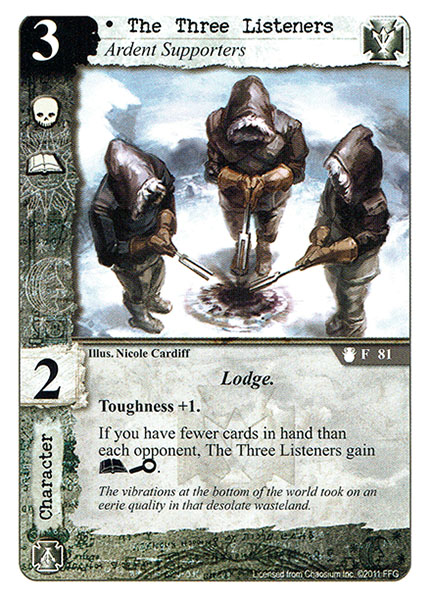 3
• The Three Listeners
Ardent Supporters
Illus. Nicole Cardiff
F 81
2
Lodge.
Toughness +1.
If you have fewer cards in hand than
each opponent, The Three Listeners gain
.
The vibrations at the bottom of the world took on an
eerie quality in that desolate wasteland.
Character
Licensed from Chaosium Inc. ©2011 FFG